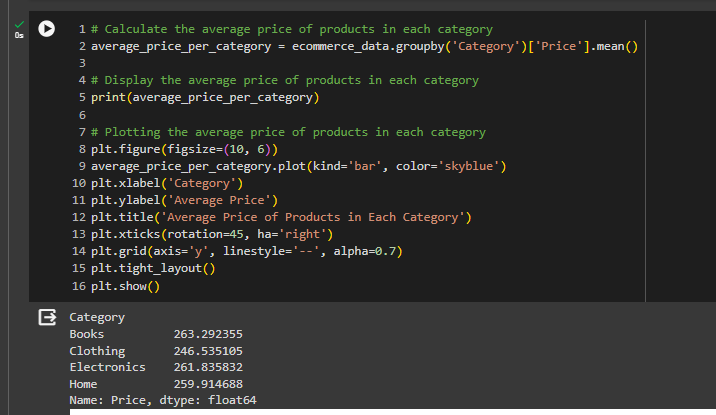 1 # Calculate the average price of products in each category
2 average_price_per_category = ecommerce_data.groupby('Category')['Price'].mean()
0s
3
4 # Display the average price of products in each category
5 print(average_price_per_category)
6
7 # Plotting the average price of products in each category
8 plt.figure(figsize=(10, 6))
9 average_price_per_category.plot(kind='bar', color='skyblue')
10 plt.xlabel('Category')
11 plt.ylabel('Average Price')
12 plt.title('Average Price of Products in Each Category')
13 plt.xticks(rotation=45, ha='right')
14 plt.grid(axis='y', linestyle='--', alpha=0.7)
15 plt.tight_layout()
16 plt.show()
Category
Books 263.292355
Clothing 246.535105
Electronics 261.835832
Home 259.914688
Name: Price, dtype: float64